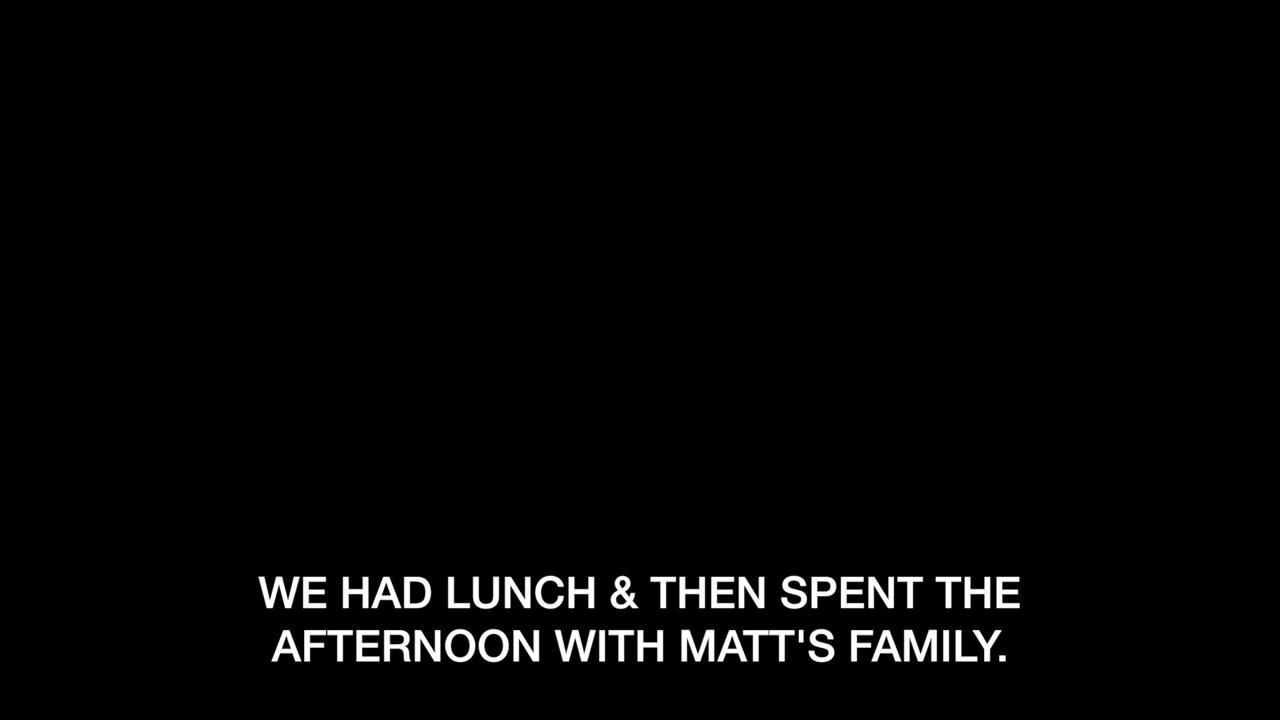 WE HAD LUNCH & THEN SPENT THE
AFTERNOON WITH MATT'S FAMILY.